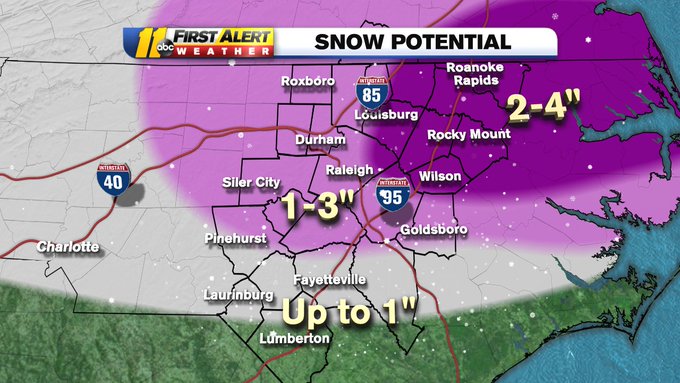 11 abc FIRST ALERT
WEATHER
SNOW POTENTIAL
Roxboro
INTERSTATE
85
Roanoke
Rapids
2-4"
Louisburg
Durham
Rocky Mount
INTERSTATE
40
Siler City
Raleigh
INTERSTATE
95
Wilson
1-3"
Charlotte
Pinehurst
Goldsboro
Fayetteville
Laurinburg
Up to 1"
Lumberton